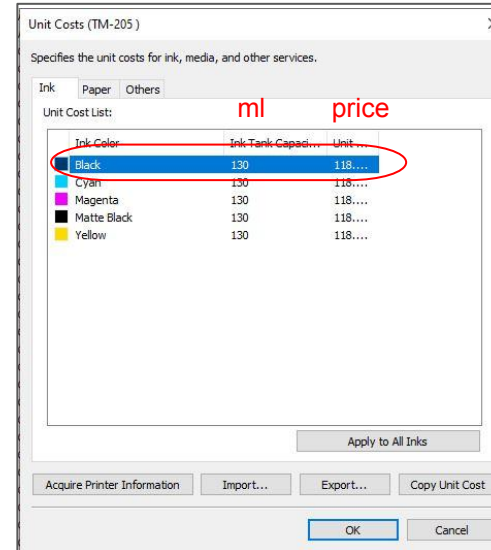 Unit Costs (TM-205 )
Specifies the unit costs for ink, media, and other services.
Ink Paper Others
Unit Cost List:
ml price
Ink Color Ink Tank Capaci... Unit ...
Black 130 118....
Cyan 130 118....
Magenta 130 118....
Matte Black 130 118....
Yellow 130 118....
Apply to All Inks
Acquire Printer Information Import... Export... Copy Unit Cost
OK Cancel